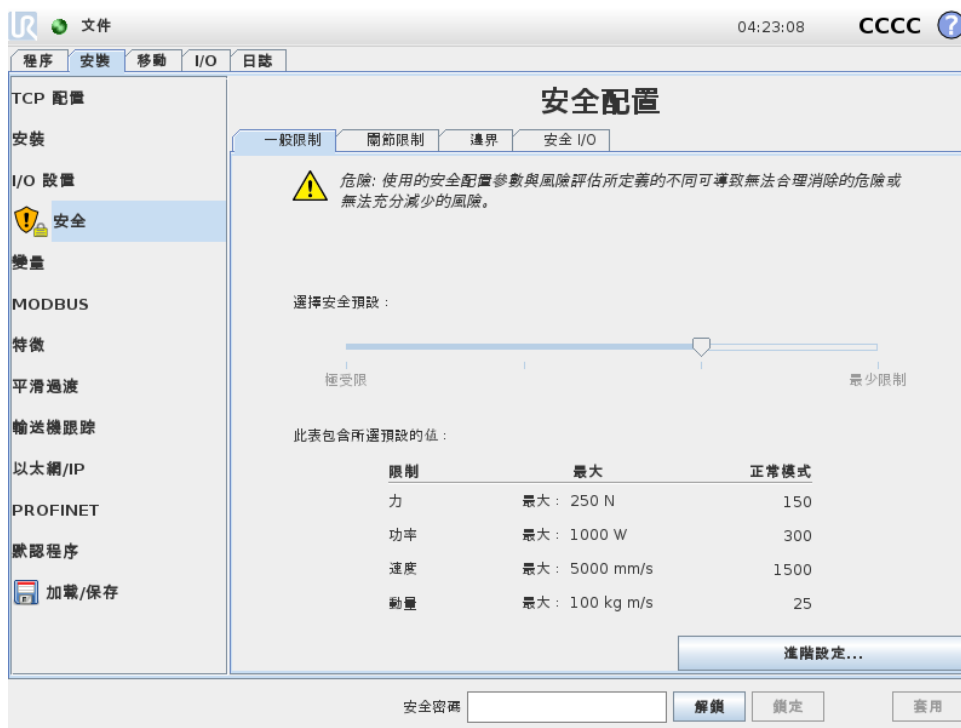 UR 文件 04:23:08 CCCC ?
程序 安裝 移動 I/O 日誌
TCP 配置
安裝
I/O 設置
安全
變量
MODBUS
特徵
平滑過渡
輸送機跟踪
以太網/IP
PROFINET
默認程序
加載/保存
安全配置
一般限制 關節限制 邊界 安全 I/O
危險: 使用的安全配置參數與風險評估所定義的不同可導致無法合理消除的危險或
無法充分減少的風險。
選擇安全預設：
極受限 最少限制
此表包含所選預設的值：
限制 最大 正常模式
力 最大： 250 N 150
功率 最大： 1000 W 300
速度 最大： 5000 mm/s 1500
動量 最大： 100 kg m/s 25
進階設定...
安全密碼 解鎖 鎖定 套用